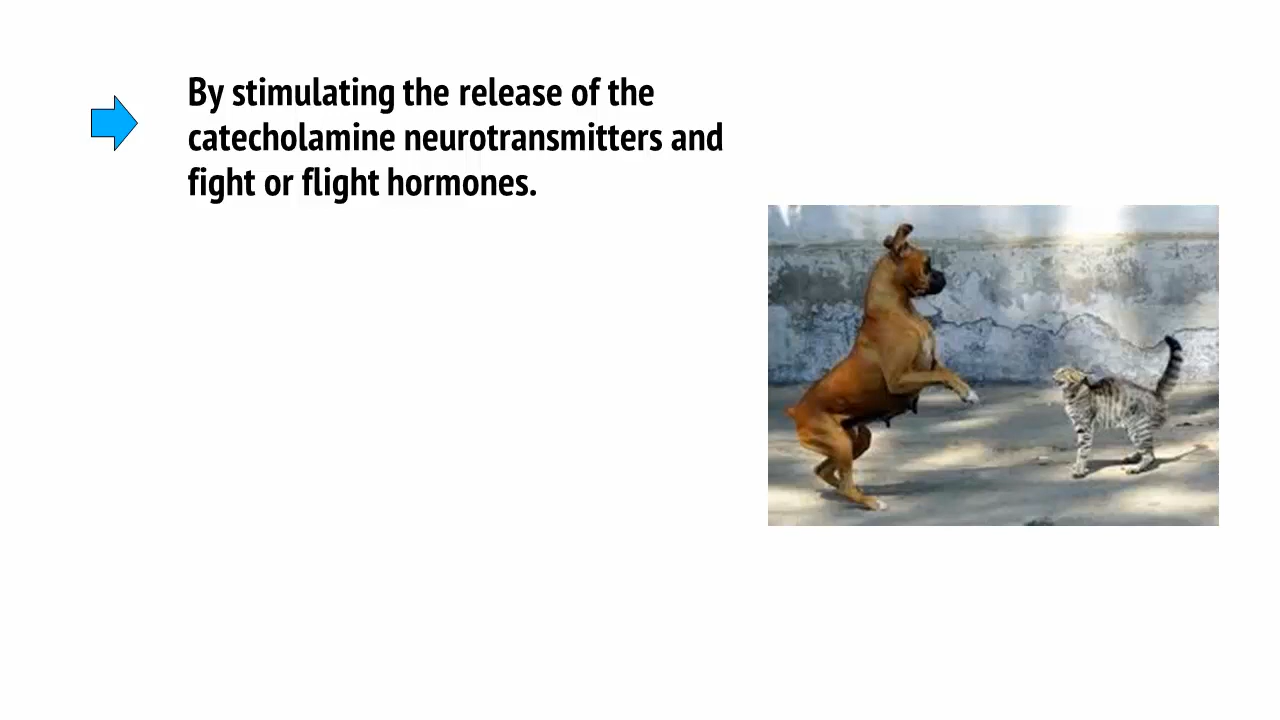 By stimulating the release of the
catecholamine neurotransmitters and
fight or flight hormones.